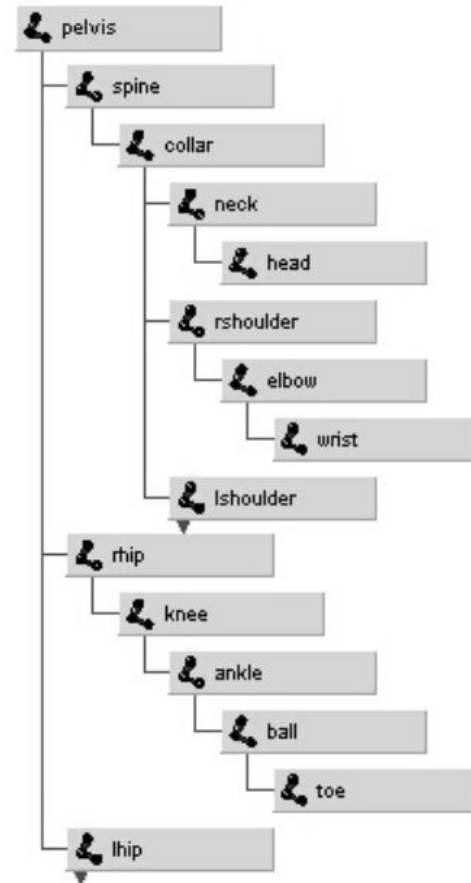 pelvis
spine
collar
neck
head
rshoulder
elbow
wrist
lshoulder
rhip
knee
ankle
ball
toe
lhip